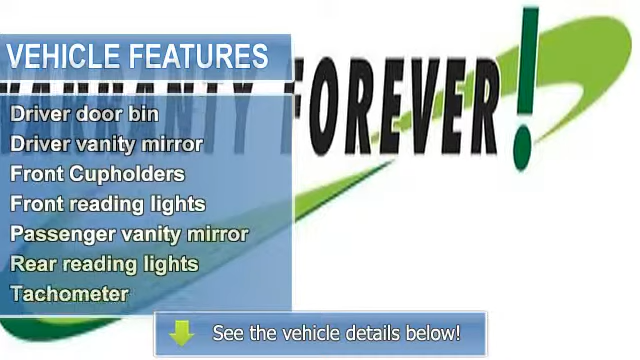 VEHICLE FEATURES
WARRANTY FOREVER!
Driver door bin
Driver vanity mirror
Front Cupholders
Front reading lights
Passenger vanity mirror
Rear reading lights
Tachometer
See the vehicle details below!